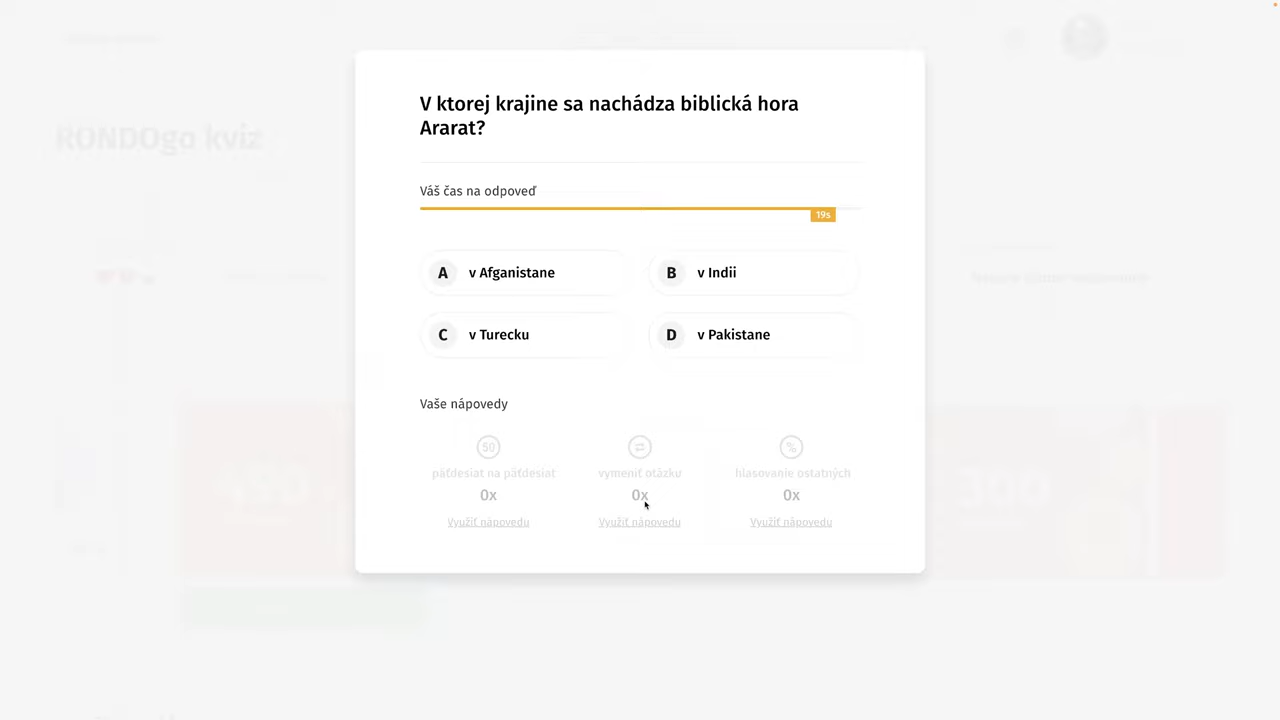 RONDOgo kvíz
V ktorej krajine sa nachádza biblická hora
Ararat?
Váš čas na odpoveď
19s
A v Afganistane
B v Indii
C v Turecku
D v Pakistane
Vaše nápovedy
50
%
päťdesiat na päťdesiat
vymeniť otázku
hlasovanie ostatných
0x
0x
0x
Využiť nápovedu
Využiť nápovedu
Využiť nápovedu